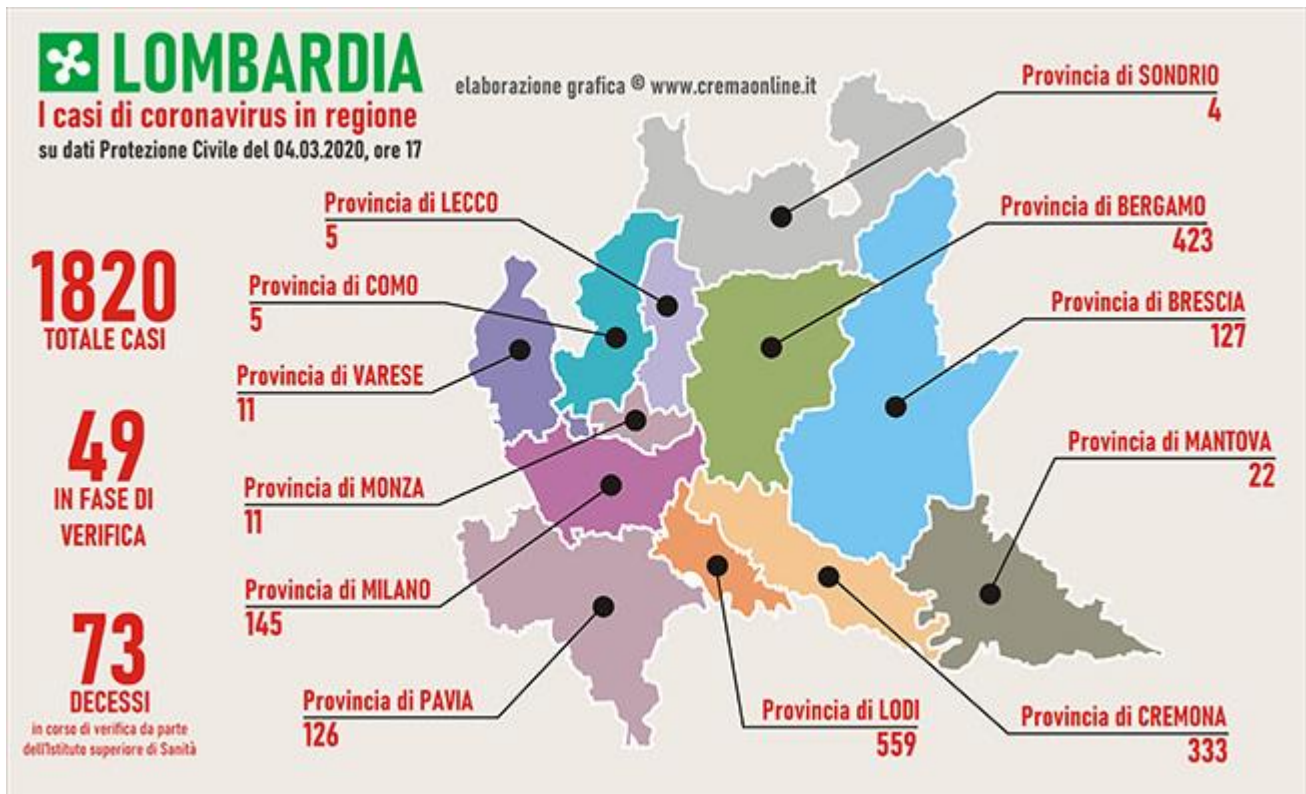 LOMBARDIA
I casi di coronavirus in regione
su dati Protezione Civile del 04.03.2020, ore 17
elaborazione grafica © www.cremaonline.it
1820
TOTALE CASI
49
IN FASE DI
VERIFICA
73
DECESSI
in corso di verifica da parte
dell'Istituto superiore di Sanità
Provincia di LECCO
5
Provincia di COMO
5
Provincia di VARESE
11
Provincia di MONZA
11
Provincia di MILANO
145
Provincia di PAVIA
126
Provincia di SONDRIO
4
Provincia di BERGAMO
423
Provincia di BRESCIA
127
Provincia di MANTOVA
22
Provincia di LODI
559
Provincia di CREMONA
333